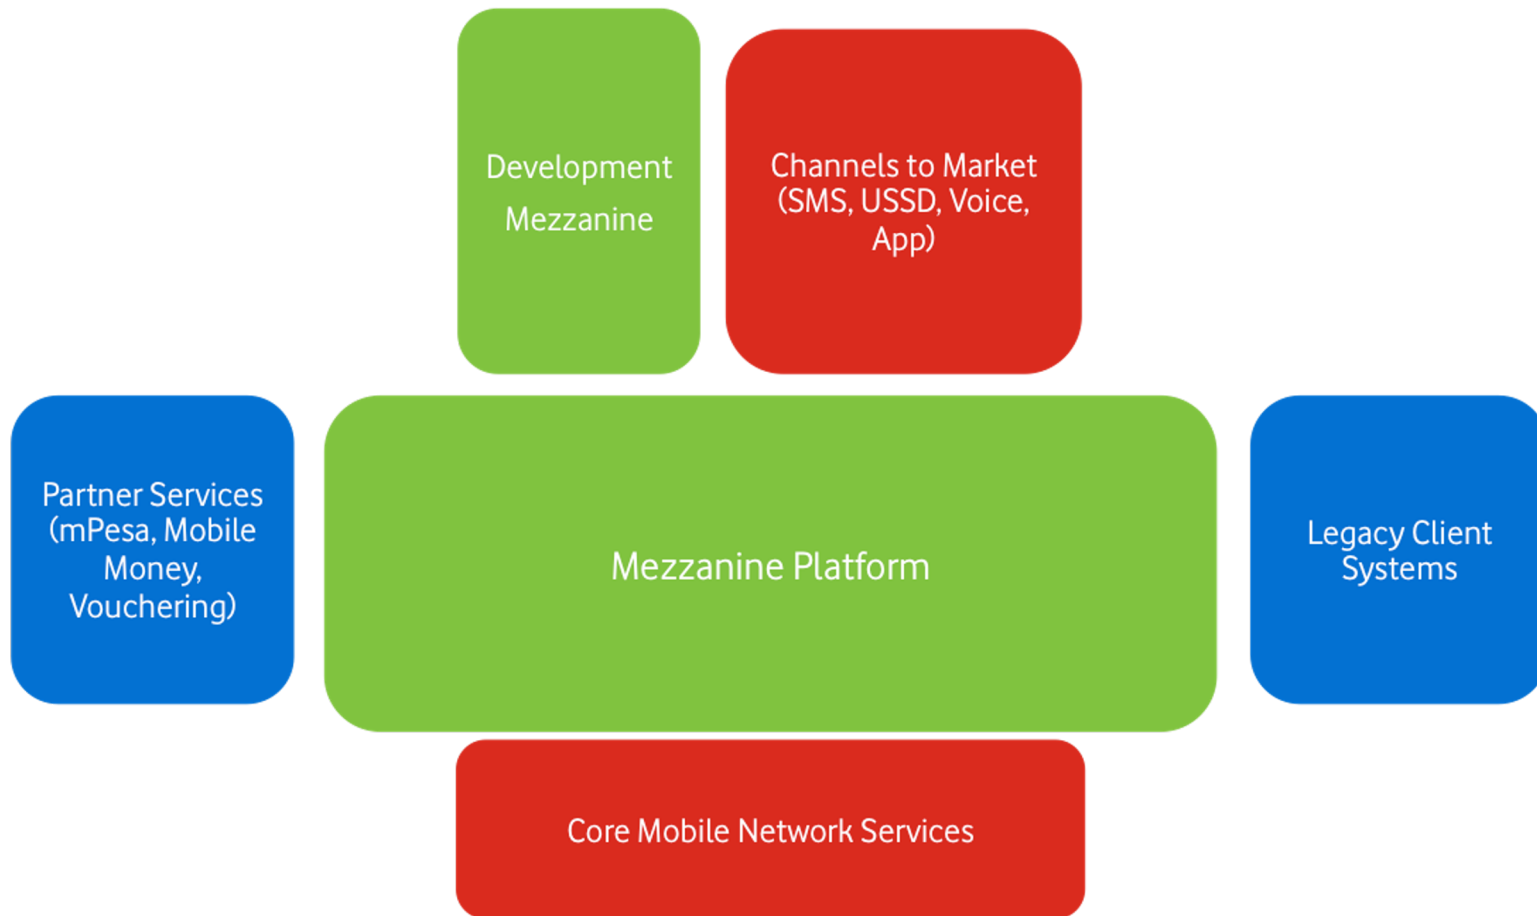 Development
Mezzanine
Channels to Market
(SMS, USSD, Voice,
App)
Partner Services
(mPesa, Mobile
Money,
Vouchering)
Mezzanine Platform
Legacy Client
Systems
Core Mobile Network Services